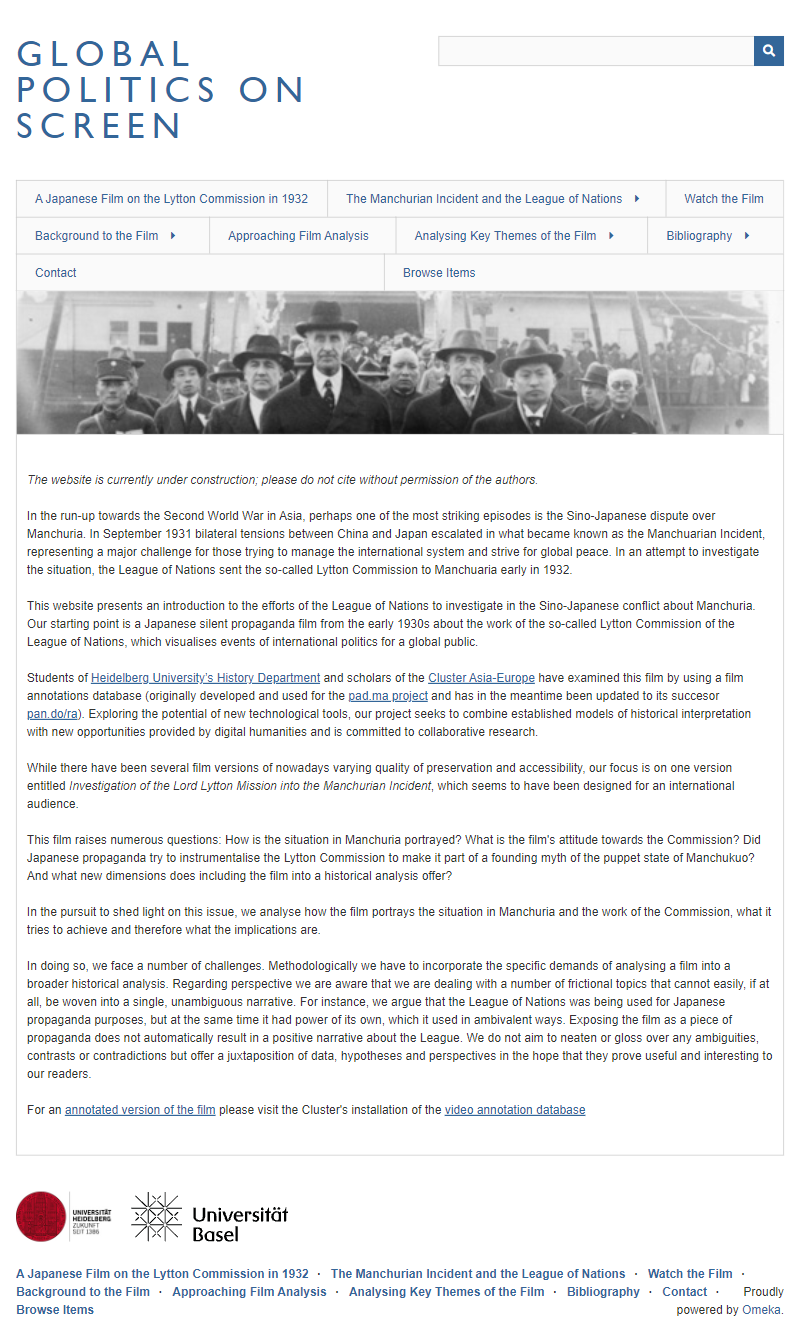 GLOBAL
POLITICS ON
SCREEN
A Japanese Film on the Lytton Commission in 1932
The Manchurian Incident and the League of Nations
Watch the Film
Background to the Film
Approaching Film Analysis
Analysing Key Themes of the Film
Bibliography
Contact
Browse Items
The website is currently under construction; please do not cite without permission of the authors.
In the run-up towards the Second World War in Asia, perhaps one of the most striking episodes is the Sino-Japanese dispute over
Manchuria. In September 1931 bilateral tensions between China and Japan escalated in what became known as the Manchuarian Incident,
representing a major challenge for those trying to manage the international system and strive for global peace. In an attempt to investigate
the situation, the League of Nations sent the so-called Lytton Commission to Manchuaria early in 1932.
This website presents an introduction to the efforts of the League of Nations to investigate in the Sino-Japanese conflict about Manchuria.
Our starting point is a Japanese silent propaganda film from the early 1930s about the work of the so-called Lytton Commission of the
League of Nations, which visualises events of international politics for a global public.
Students of Heidelberg University's History Department and scholars of the Cluster Asia-Europe have examined this film by using a film
annotations database (originally developed and used for the pad.ma project and has in the meantime been updated to its succesor
pan.do/ra). Exploring the potential of new technological tools, our project seeks to combine established models of historical interpretation
with new opportunities provided by digital humanities and is committed to collaborative research.
While there have been several film versions of nowadays varying quality of preservation and accessibility, our focus is on one version
entitled Investigation of the Lord Lytton Mission into the Manchurian Incident, which seems to have been designed for an international
audience.
This film raises numerous questions: How is the situation in Manchuria portrayed? What is the film's attitude towards the Commission? Did
Japanese propaganda try to instrumentalise the Lytton Commission to make it part of a founding myth of the puppet state of Manchukuo?
And what new dimensions does including the film into a historical analysis offer?
In the pursuit to shed light on this issue, we analyse how the film portrays the situation in Manchuria and the work of the Commission, what it
tries to achieve and therefore what the implications are.
In doing so, we face a number of challenges. Methodologically we have to incorporate the specific demands of analysing a film into a
broader historical analysis. Regarding perspective we are aware that we are dealing with a number of frictional topics that cannot easily, if at
all, be woven into a single, unambiguous narrative. For instance, we argue that the League of Nations was being used for Japanese
propaganda purposes, but at the same time it had power of its own, which it used in ambivalent ways. Exposing the film as a piece of
propaganda does not automatically result in a positive narrative about the League. We do not aim to neaten or gloss over any ambiguities,
contrasts or contradictions but offer a juxtaposition of data, hypotheses and perspectives in the hope that they prove useful and interesting to
our readers.
For an annotated version of the film please visit the Cluster's installation of the video annotation database
UNIVERSITÄT
HEIDELBERG
ZUKUNFT
SEIT 1386
Universität
Basel
A Japanese Film on the Lytton Commission in 1932 · The Manchurian Incident and the League of Nations · Watch the Film ·
Background to the Film · Approaching Film Analysis · Analysing Key Themes of the Film · Bibliography · Contact · Proudly
Browse Items powered by Omeka.